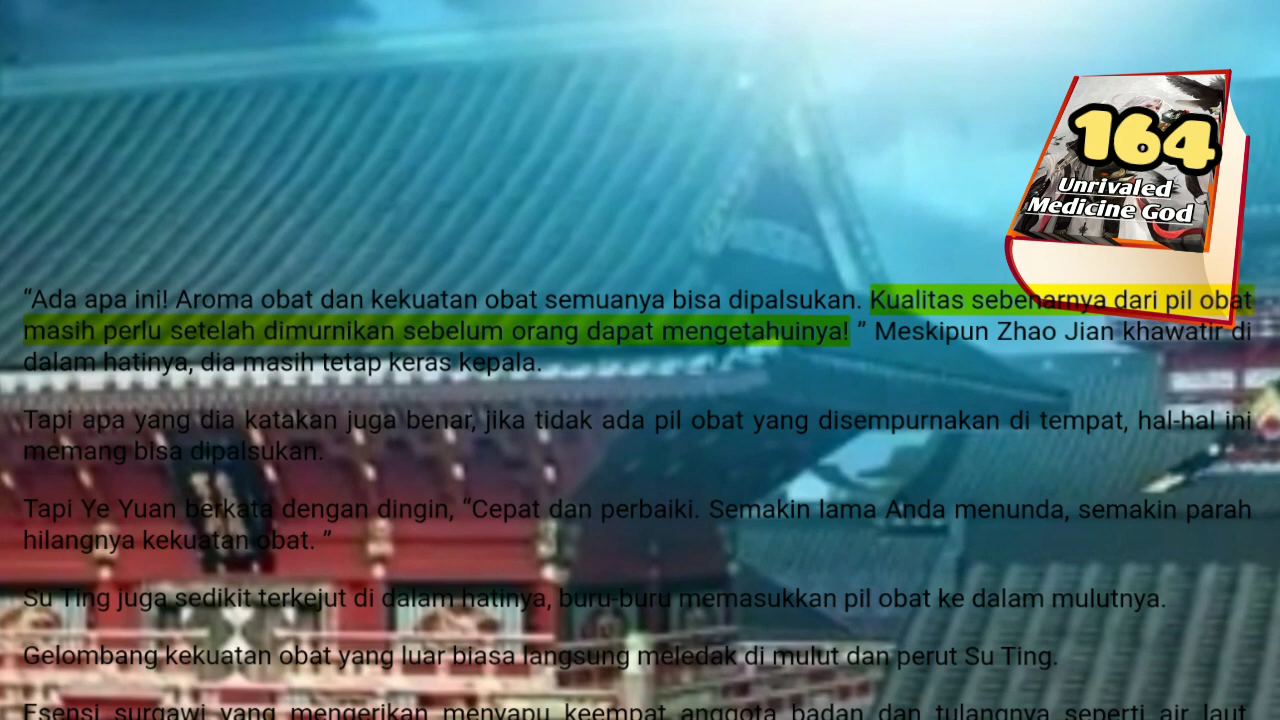 164
Unrivaled
Medicine God
“Ada apa ini! Aroma obat dan kekuatan obat semuanya bisa dipalsukan. Kualitas sebenarnya dari pil obat
masih perlu setelah dimurnikan sebelum orang dapat mengetahuinya! ” Meskipun Zhao Jian khawatir di
dalam hatinya, dia masih tetap keras kepala.
Tapi apa yang dia katakan juga benar, jika tidak ada pil obat yang disempurnakan di tempat, hal-hal ini
memang bisa dipalsukan.
Tapi Ye Yuan berkata dengan dingin, “Cepat dan perbaiki. Semakin lama Anda menunda, semakin parah
hilangnya kekuatan obat. ”
Su Ting juga sedikit terkejut di dalam hatinya, buru-buru memasukkan pil obat ke dalam mulutnya.
Gelombang kekuatan obat yang luar biasa langsung meledak di mulut dan perut Su Ting.
Esensi surgawi yang mengerikan menyapu keempat anggota badan dan tulangnya seperti air laut.